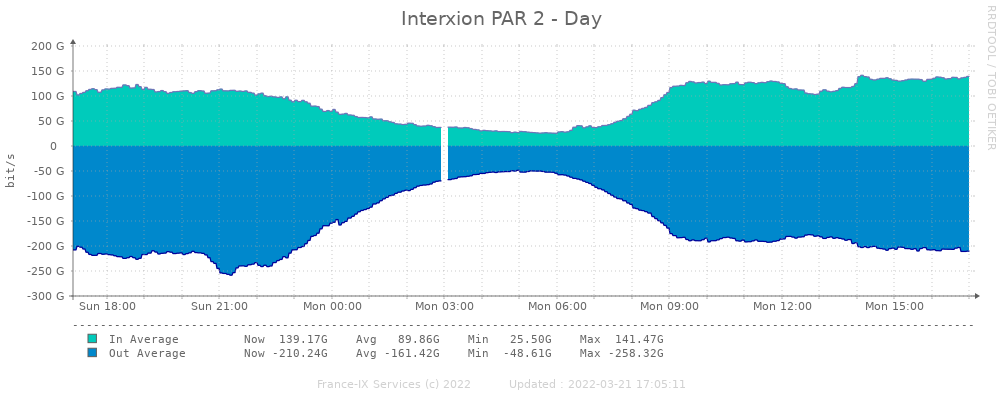 Interxion PAR 2 - Day
RRDTOOL / TOBI OETIKER
bit/s
200 G
150 G
100 G
50 G
0
-50 G
-100 G
-150 G
-200 G
-250 G
-300 G
Sun 18:00 Sun 21:00 Mon 00:00 Mon 03:00 Mon 06:00 Mon 09:00 Mon 12:00 Mon 15:00
In Average Now 139.17G Avg 89.86G Min 25.50G Max 141.47G
Out Average Now -210.24G Avg -161.42G Min -48.61G Max -258.32G
France-IX Services (c) 2022 Updated : 2022-03-21 17:05:11